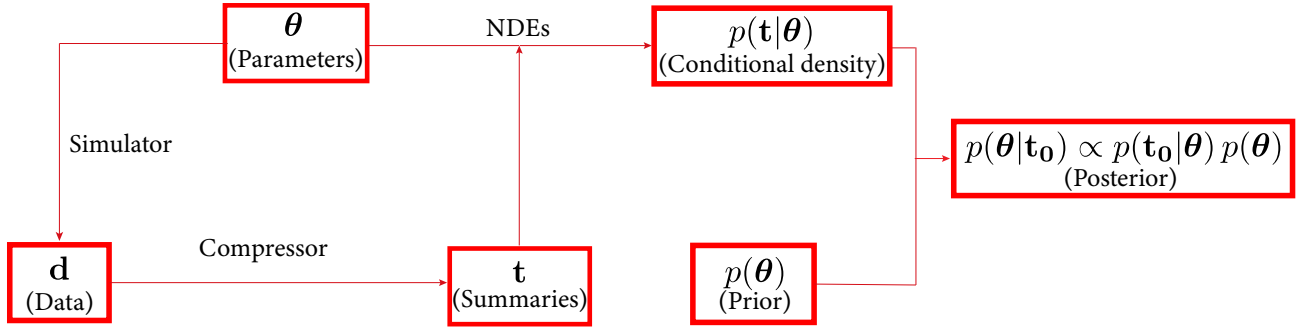 θ
(Parameters)
NDEs
p(t|θ)
(Conditional density)
Simulator
p(θ|t₀) ∝ p(t₀|θ) p(θ)
(Posterior)
Compressor
d
(Data)
t
(Summaries)
p(θ)
(Prior)